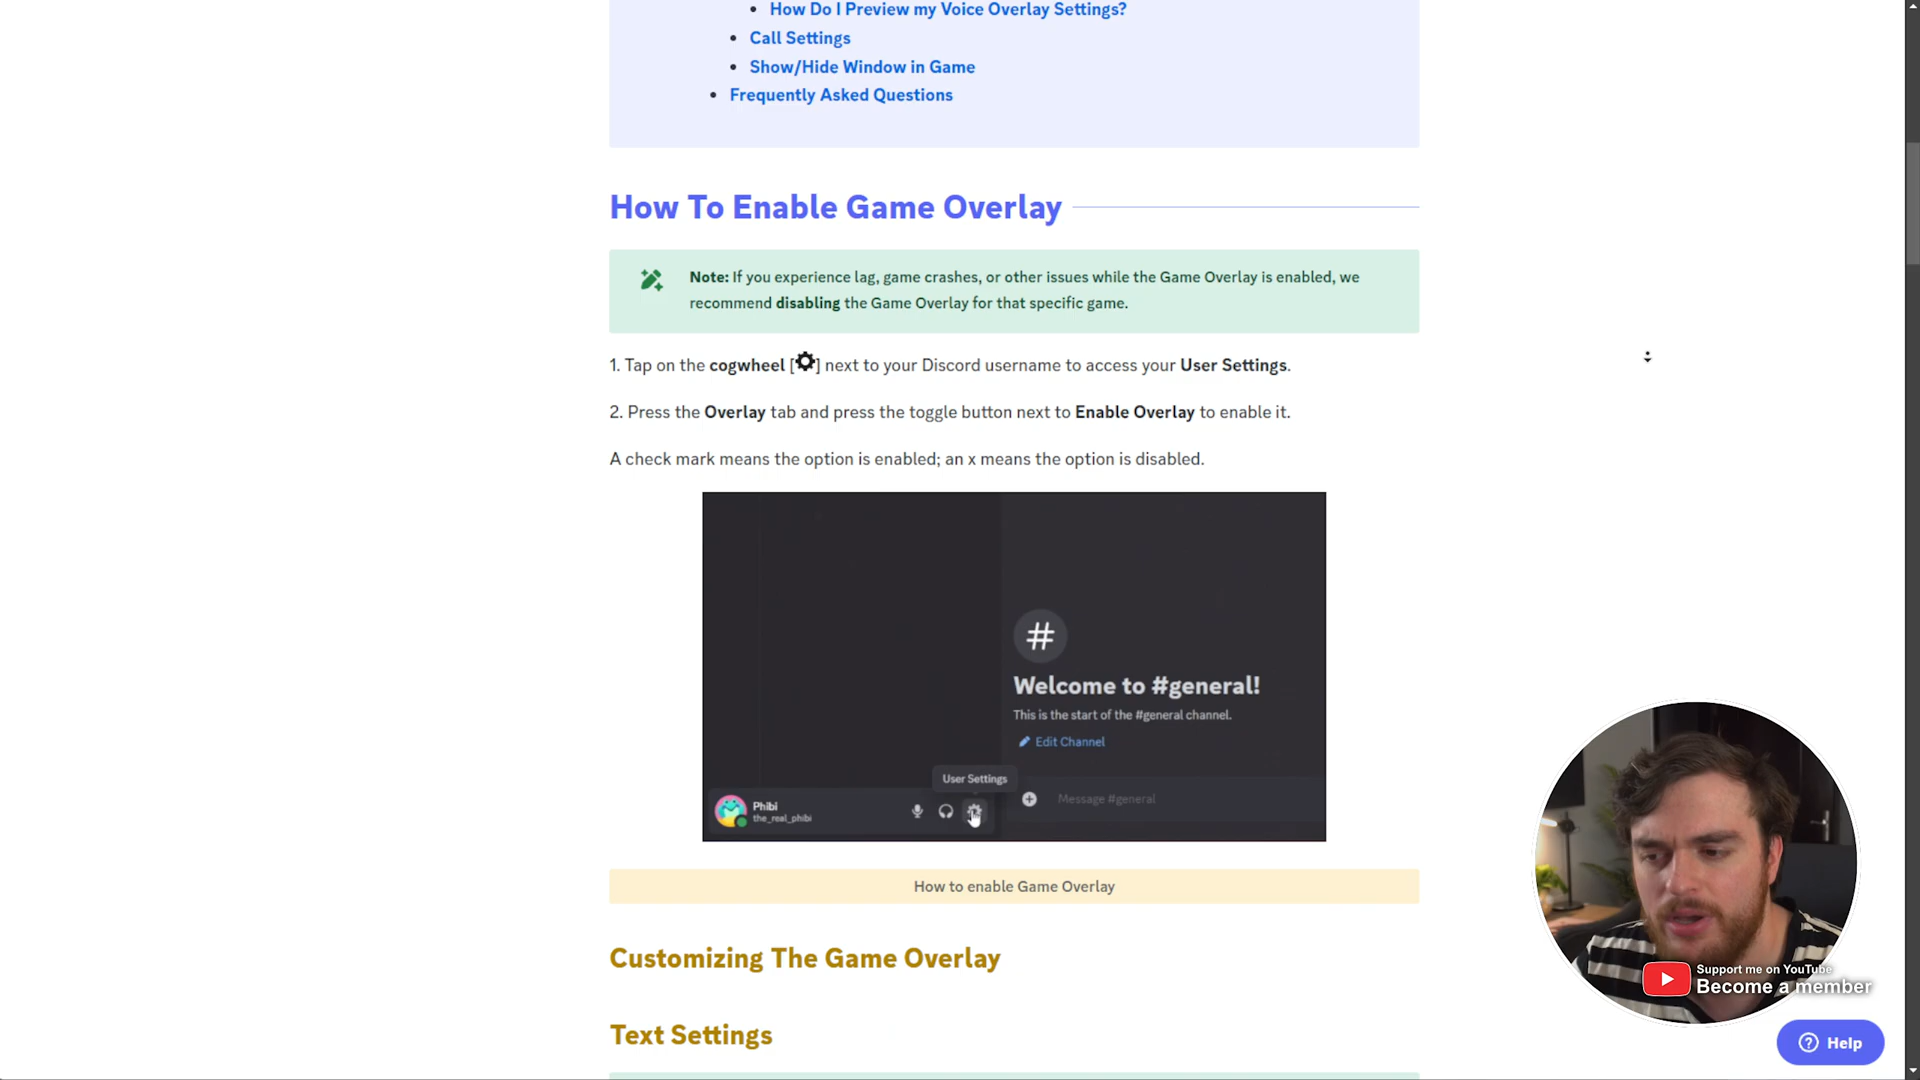 How Do I Preview my Voice Overlay Settings?
Call Settings
Show/Hide Window in Game
Frequently Asked Questions
How To Enable Game Overlay
Note: If you experience lag, game crashes, or other issues while the Game Overlay is enabled, we
recommend disabling the Game Overlay for that specific game.
1. Tap on the cogwheel [ ] next to your Discord username to access your User Settings.
2. Press the Overlay tab and press the toggle button next to Enable Overlay to enable it.
A check mark means the option is enabled; an x means the option is disabled.
#
Welcome to #general!
This is the start of the #general channel.
Edit Channel
User Settings
Message #general
Phibi
the_real_phibi
How to enable Game Overlay
Customizing The Game Overlay
Text Settings
Support me on YouTube
Become a member
Help